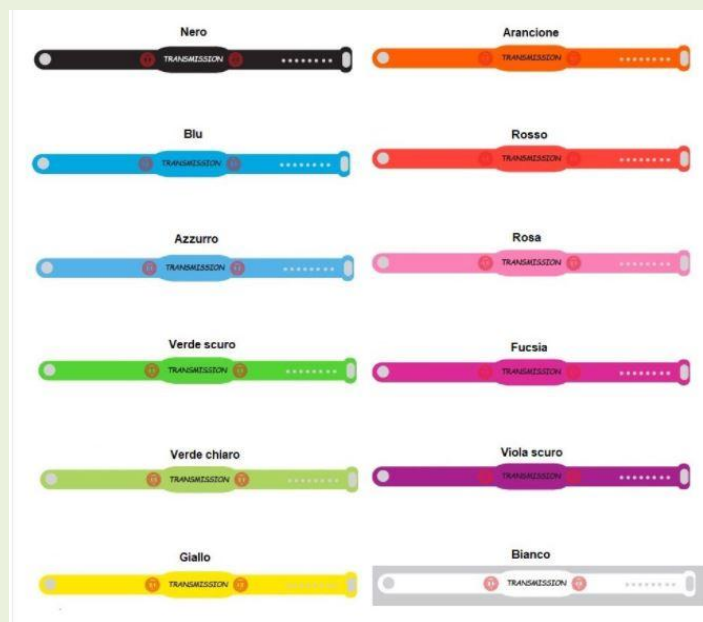 Nero
TRANSMISSION
Arancione
TRANSMISSION
Blu
TRANSMISSION
Rosso
TRANSMISSION
Azzurro
TRANSMISSION
Rosa
TRANSMISSION
Verde scuro
TRANSMISSION
Fucsia
TRANSMISSION
Verde chiaro
TRANSMISSION
Viola scuro
TRANSMISSION
Giallo
TRANSMISSION
Bianco
TRANSMISSION